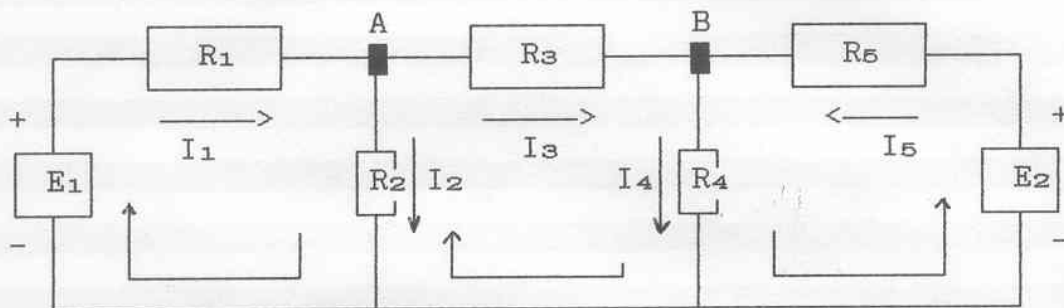 A B
R1 R3 R5
+ +
I1 I3 I5
E1 R2 I2 I4 R4 E2
- -